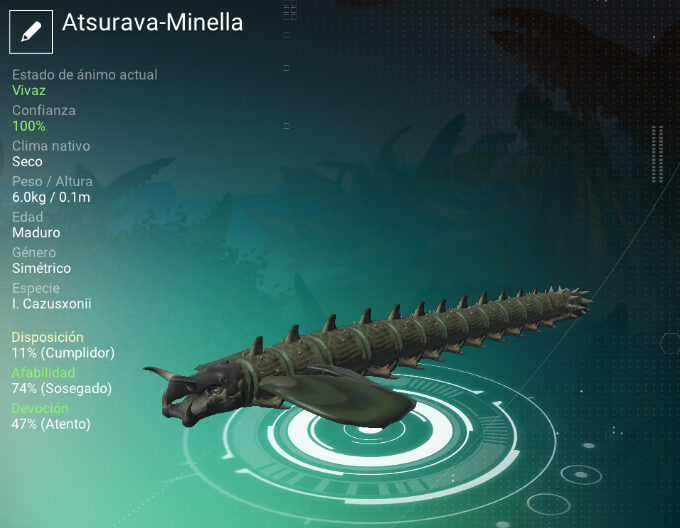 Atsurava-Minella
Estado de ánimo actual
Vivaz
Confianza
100%
Clima nativo
Seco
Peso / Altura
6.0kg / 0.1m
Edad
Maduro
Género
Simétrico
Especie
I. Cazusxonii
Disposición
11% (Cumplidor)
Afabilidad
74% (Sosegado)
Devoción
47% (Atento)